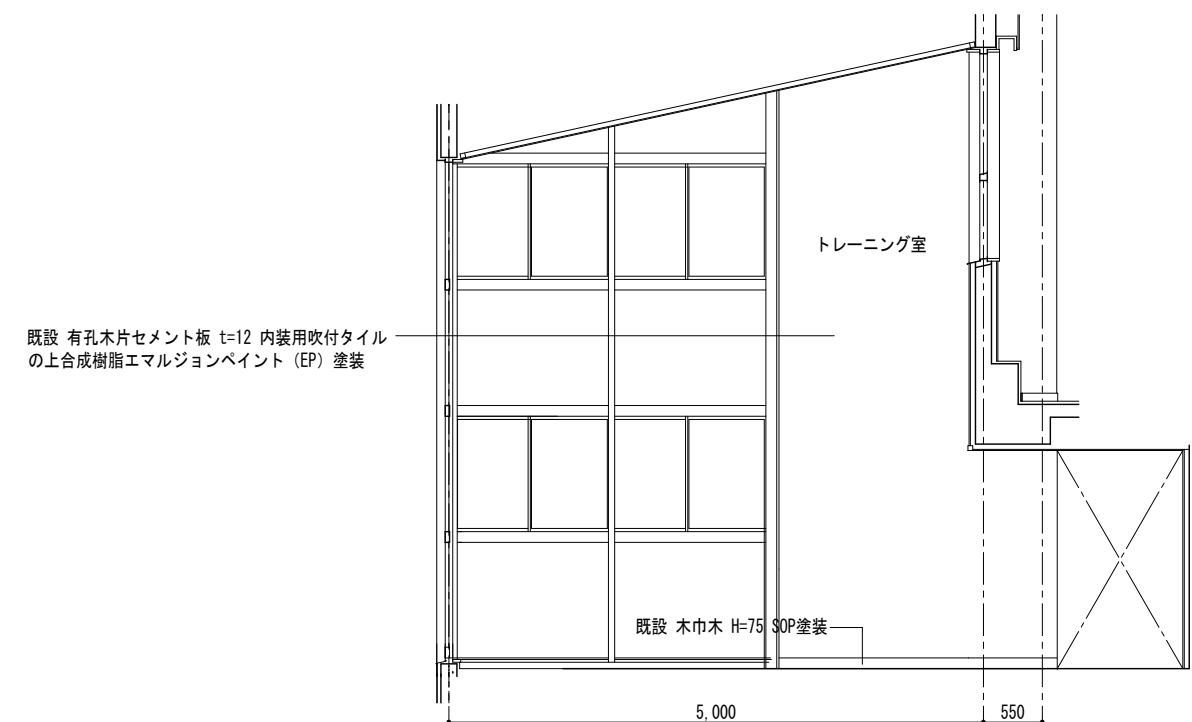 トレーニング室
既設 有孔木片セメント板 t=12 内装用吹付タイル
の上合成樹脂エマルジョンペイント（EP）塗装
既設 木巾木 H=75 SOP塗装
5,000
550